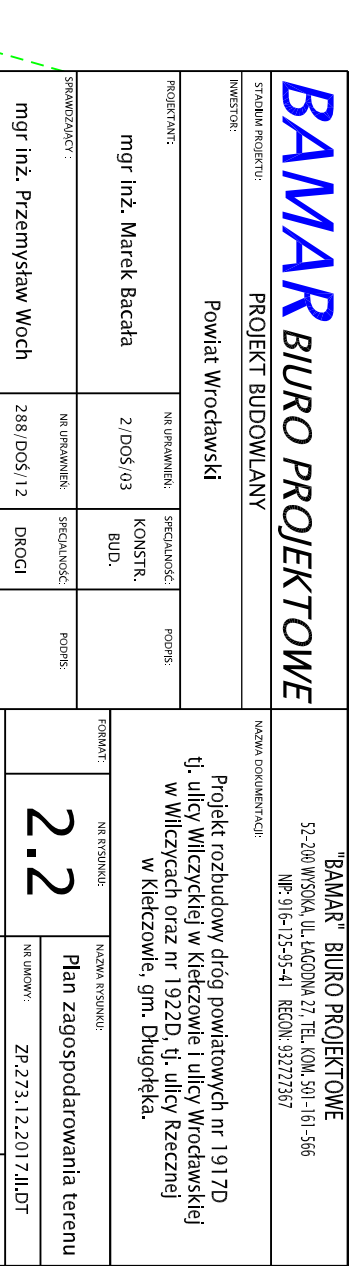 BAMAR BIURO PROJEKTOWE
"BAMAR" BIURO PROJEKTOWE
52-200 WYSOKA, UL. ŁAGODNA 27, TEL. KOM. 501-161-566
NIP: 916-125-95-41 REGON: 932727367
STADIUM PROJEKTU:
PROJEKT BUDOWLANY
INWESTOR:
Powiat Wrocławski
NAZWA DOKUMENTACJI:
Projekt rozbudowy dróg powiatowych nr 1917D
tj. ulicy Wilczyckiej w Kiełczowie i ulicy Wrocławskiej
w Wilczycach oraz nr 1922D, tj. ulicy Rzecznej
w Kiełczowie, gm. Długołęka.
PROJEKTANT:
mgr inż. Marek Bacała
NR UPRAWNIEŃ:
2/DOŚ/03
SPECJALNOŚĆ:
KONSTR.
BUD.
PODPIS:
FORMAT:
NR RYSUNKU:
2.2
NAZWA RYSUNKU:
Plan zagospodarowania terenu
SPRAWDZAJĄCY :
mgr inż. Przemysław Woch
NR UPRAWNIEŃ:
288/DOŚ/12
SPECJALNOŚĆ:
DROGI
PODPIS:
NR UMOWY:
ZP.273.12.2017.II.DT